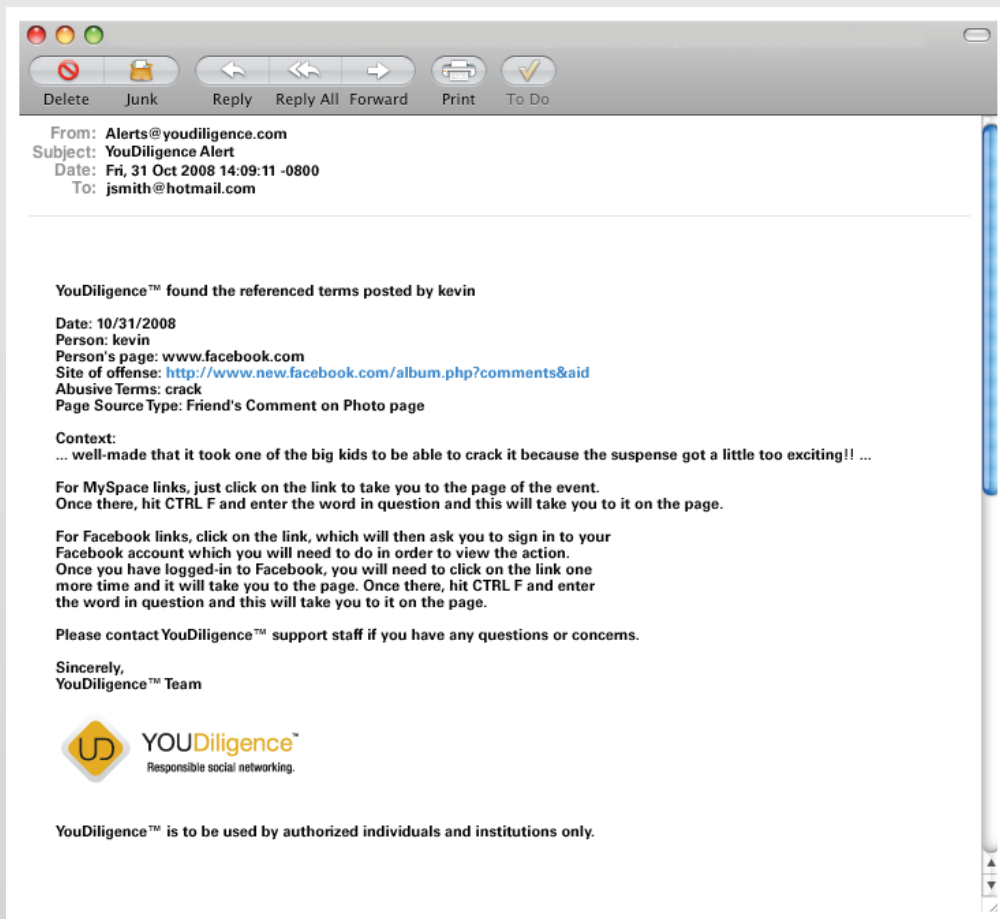 Delete Junk Reply Reply All Forward Print To Do
From: Alerts@youdiligence.com
Subject: YouDiligence Alert
Date: Fri, 31 Oct 2008 14:09:11 -0800
To: jsmith@hotmail.com
YouDiligence™ found the referenced terms posted by kevin
Date: 10/31/2008
Person: kevin
Person's page: www.facebook.com
Site of offense: http://www.new.facebook.com/album.php?comments&aid
Abusive Terms: crack
Page Source Type: Friend's Comment on Photo page
Context:
... well-made that it took one of the big kids to be able to crack it because the suspense got a little too exciting!! ...
For MySpace links, just click on the link to take you to the page of the event.
Once there, hit CTRL F and enter the word in question and this will take you to it on the page.
For Facebook links, click on the link, which will then ask you to sign in to your
Facebook account which you will need to do in order to view the action.
Once you have logged-in to Facebook, you will need to click on the link one
more time and it will take you to the page. Once there, hit CTRL F and enter
the word in question and this will take you to it on the page.
Please contact YouDiligence™ support staff if you have any questions or concerns.
Sincerely,
YouDiligence™ Team
UD YOUDiligence™
Responsible social networking.
YouDiligence™ is to be used by authorized individuals and institutions only.